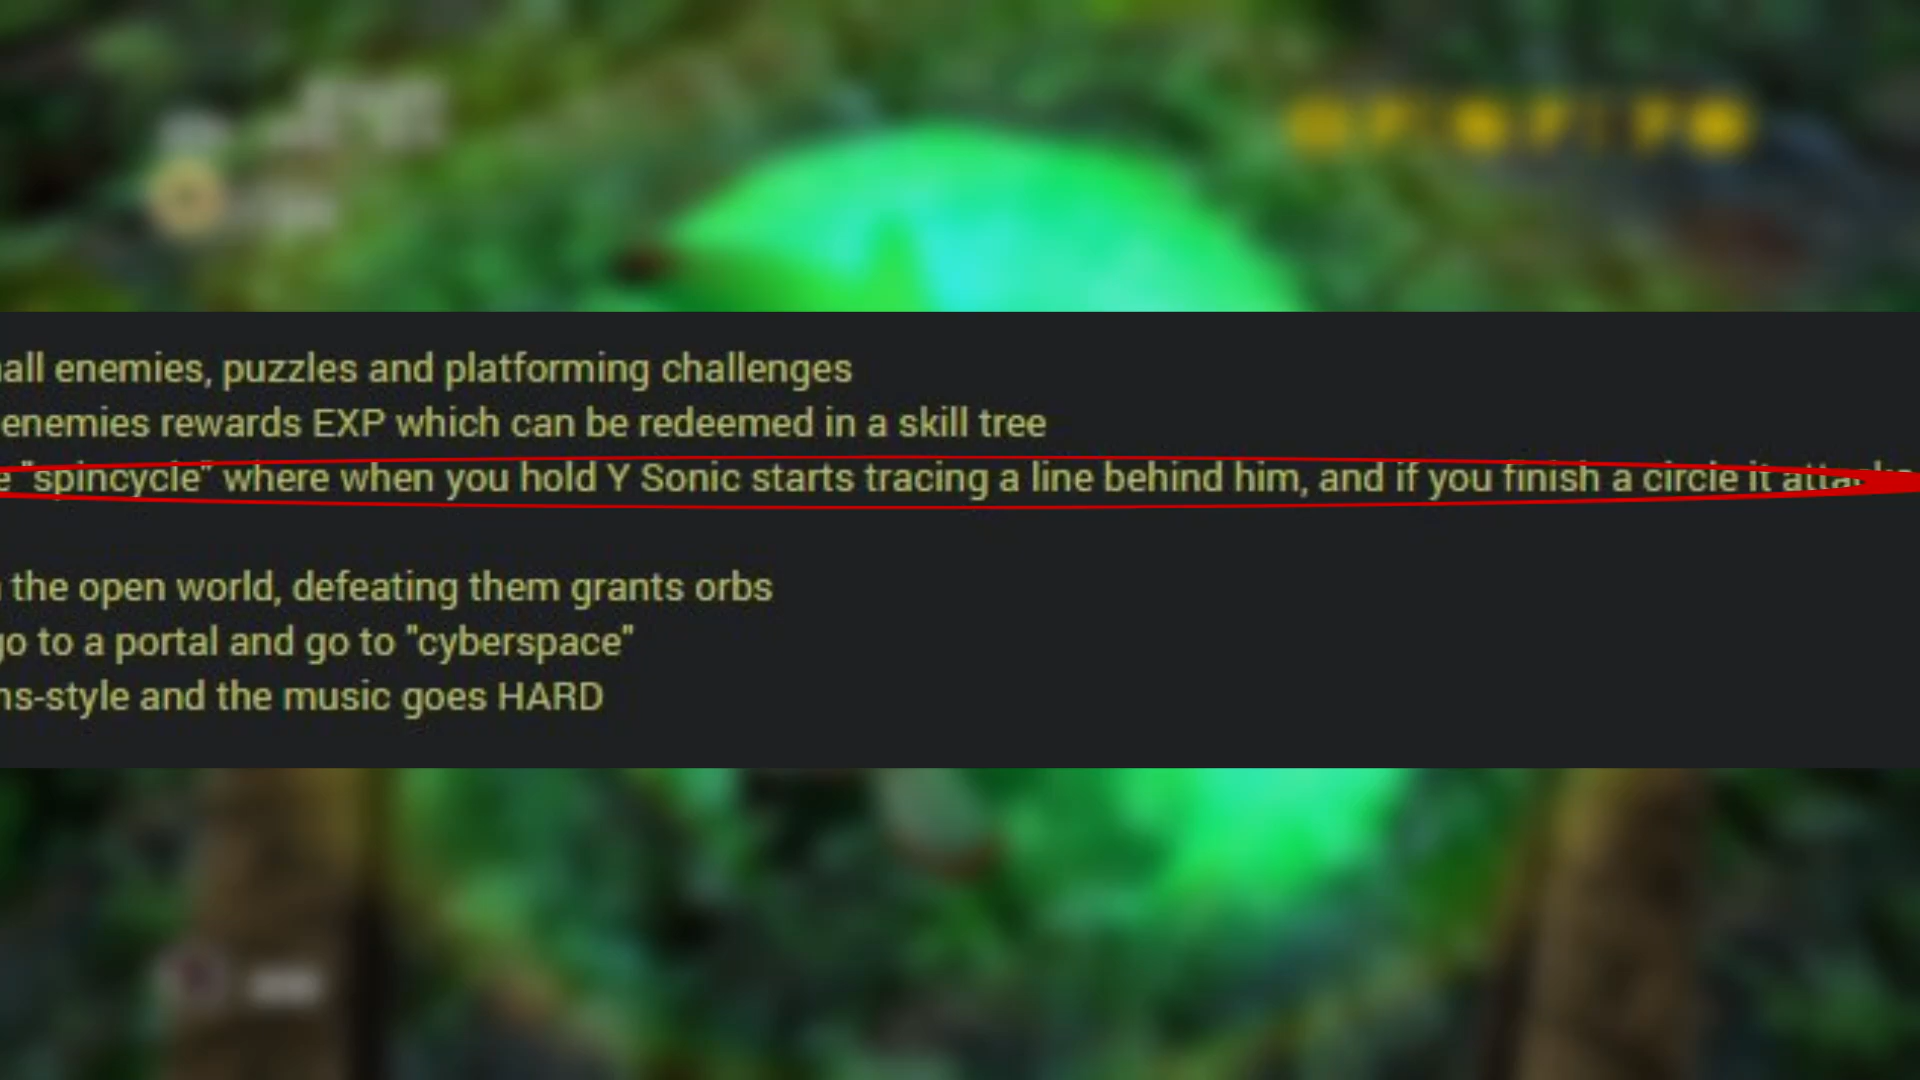 all enemies, puzzles and platforming challenges
enemies rewards EXP which can be redeemed in a skill tree
"spincycle" where when you hold Y Sonic starts tracing a line behind him, and if you finish a circle it
the open world, defeating them grants orbs
go to a portal and go to "cyberspace"
ns-style and the music goes HARD